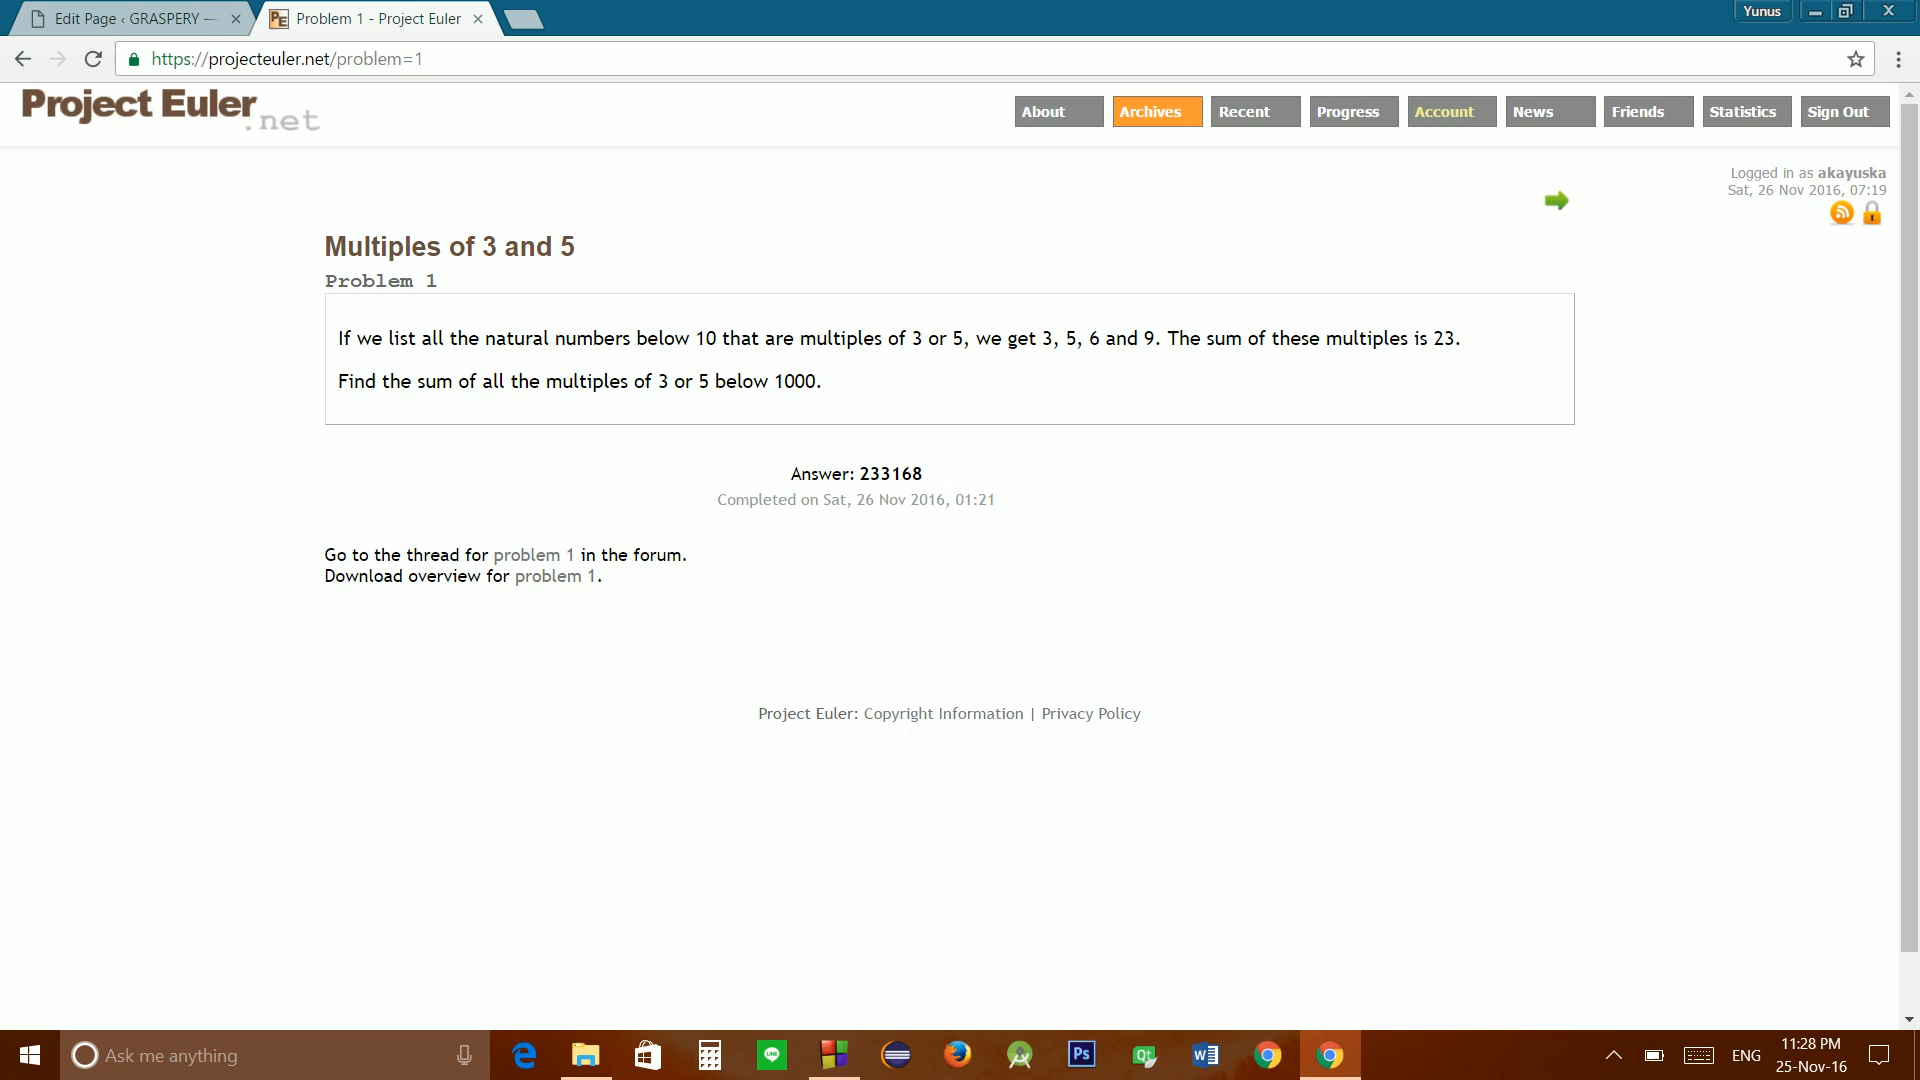 Edit Page ‹ GRASPERY —
Problem 1 - Project Euler
Yunus
https://projecteuler.net/problem=1
Project Euler
.net
About
Archives
Recent
Progress
Account
News
Friends
Statistics
Sign Out
Logged in as akayuska
Sat, 26 Nov 2016, 07:19
Multiples of 3 and 5
Problem 1
If we list all the natural numbers below 10 that are multiples of 3 or 5, we get 3, 5, 6 and 9. The sum of these multiples is 23.
Find the sum of all the multiples of 3 or 5 below 1000.
Answer: 233168
Completed on Sat, 26 Nov 2016, 01:21
Go to the thread for problem 1 in the forum.
Download overview for problem 1.
Project Euler: Copyright Information | Privacy Policy
Ask me anything
LINE
Ps
Qt
W
ENG
11:28 PM
25-Nov-16